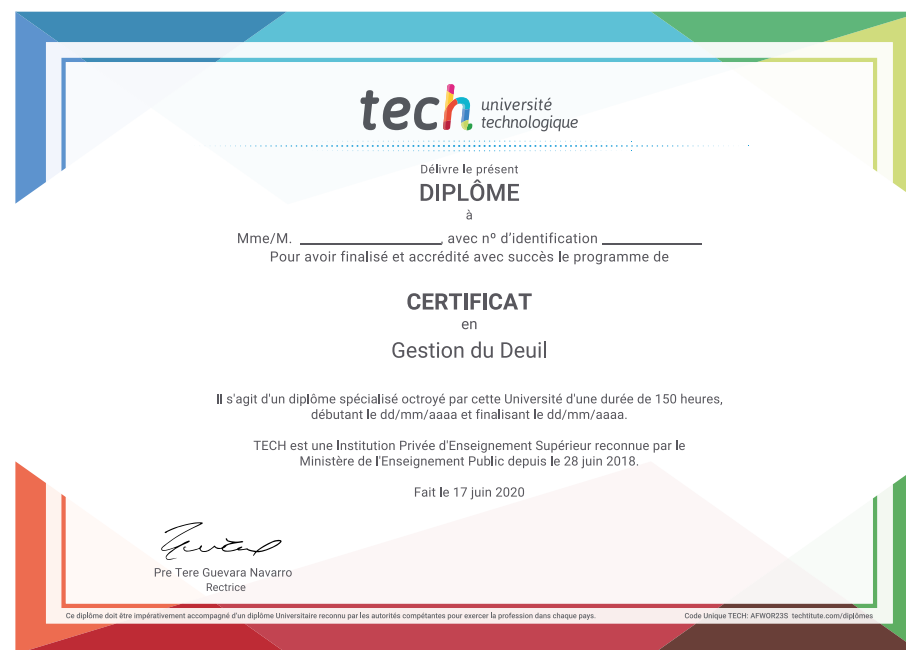 tech université
technologique
Délivre le présent
DIPLÔME
à
Mme/M. ____________, avec nº d'identification ____________
Pour avoir finalisé et accrédité avec succès le programme de
CERTIFICAT
en
Gestion du Deuil
Il s'agit d'un diplôme spécialisé octroyé par cette Université d'une durée de 150 heures,
débutant le dd/mm/aaaa et finalisant le dd/mm/aaaa.
TECH est une Institution Privée d'Enseignement Supérieur reconnue par le
Ministère de l'Enseignement Public depuis le 28 juin 2018.
Fait le 17 juin 2020
Pre Tere Guevara Navarro
Rectrice
Ce diplôme doit être impérativement accompagné d'un diplôme Universitaire reconnu par les autorités compétantes pour exercer la profession dans chaque pays. Code Unique TECH: AFWOR23S techtitute.com/diplômes